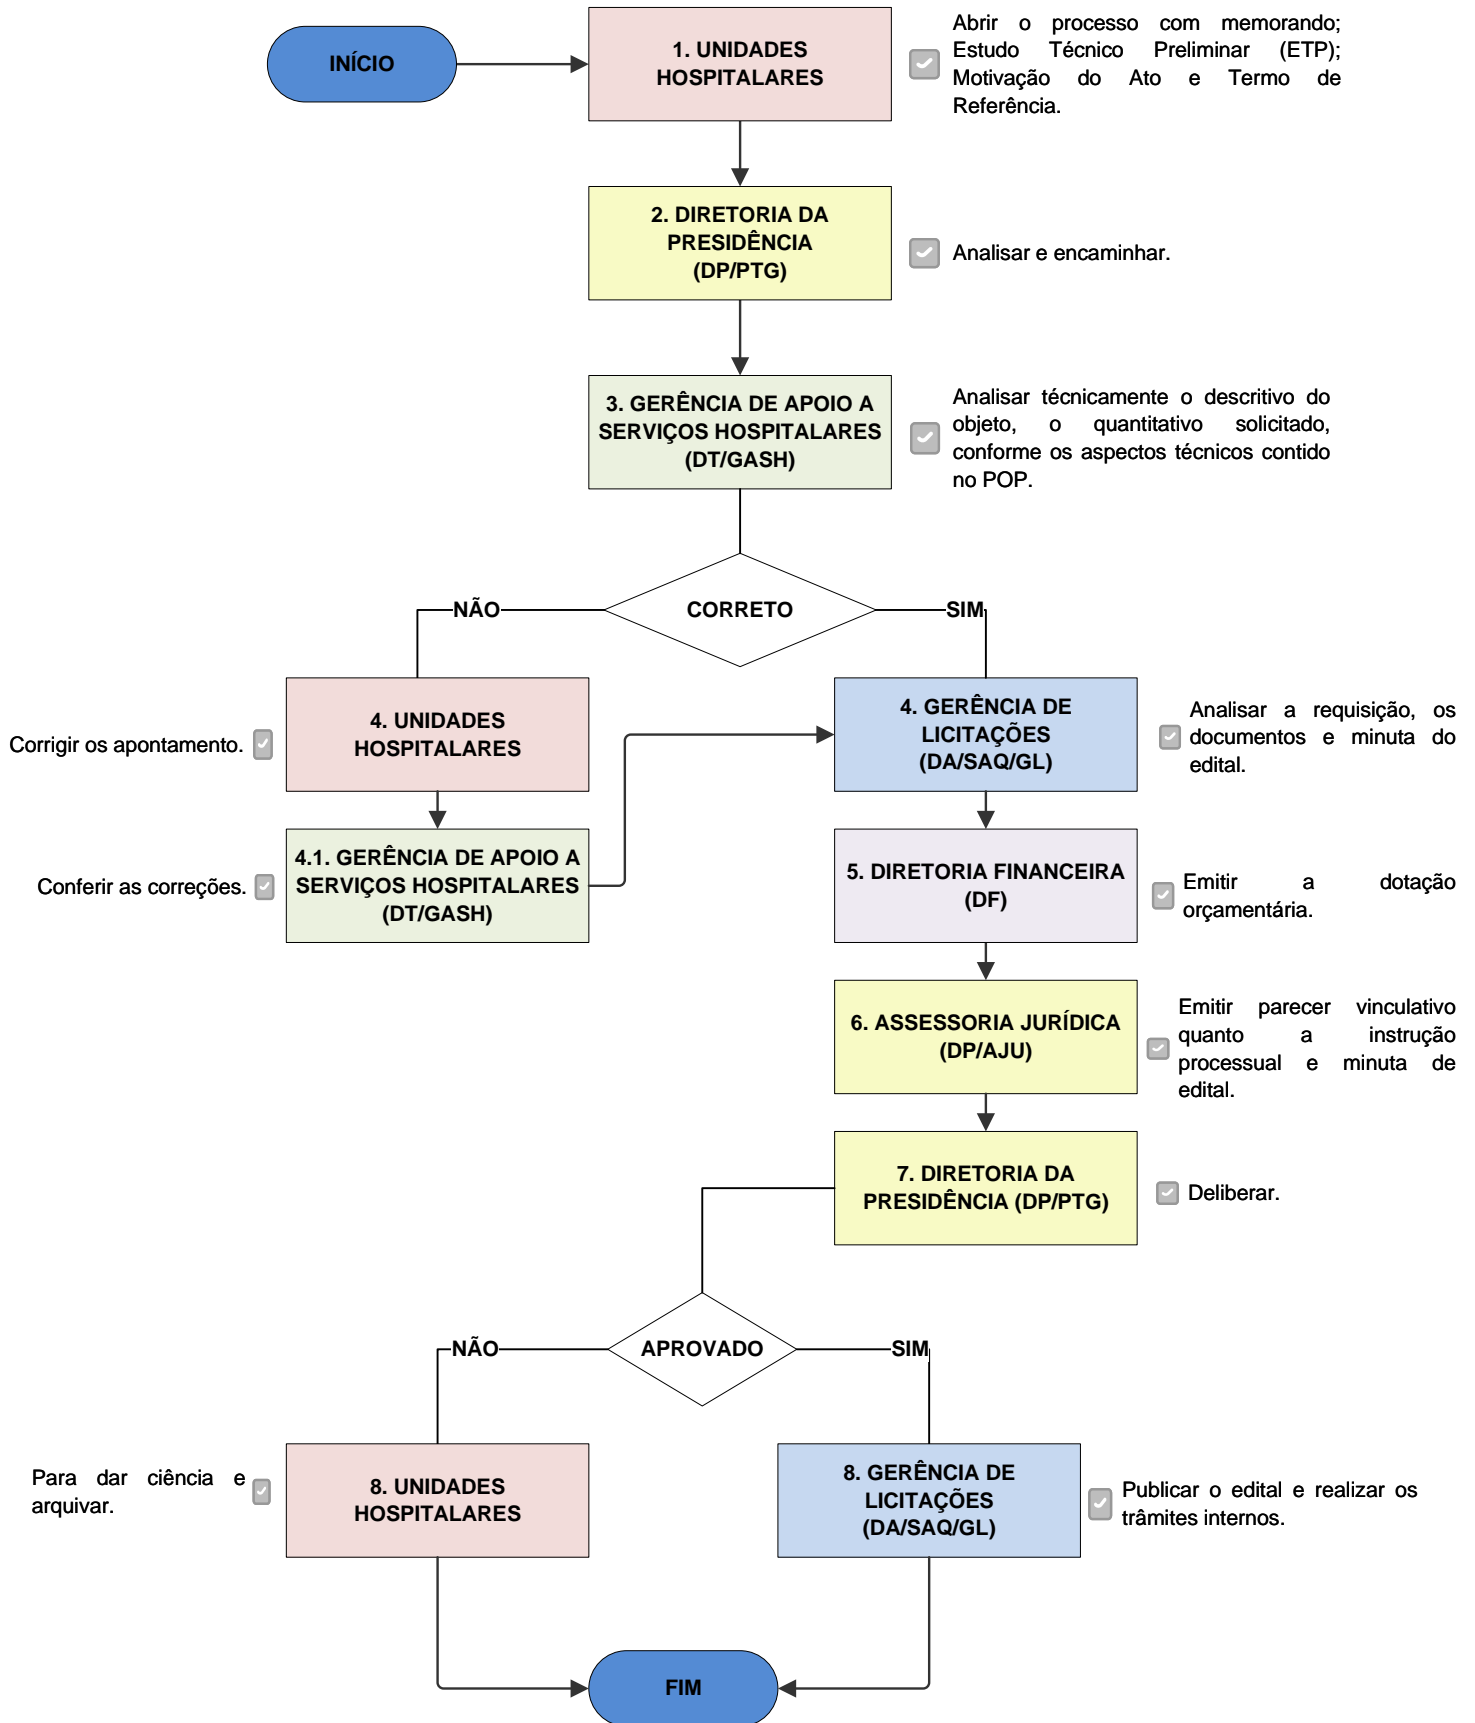 INÍCIO
1. UNIDADES
HOSPITALARES
Abrir o processo com memorando;
Estudo Técnico Preliminar (ETP);
Motivação do Ato e Termo de
Referência.
2. DIRETORIA DA
PRESIDÊNCIA
(DP/PTG)
Analisar e encaminhar.
3. GERÊNCIA DE APOIO A
SERVIÇOS HOSPITALARES
(DT/GASH)
Analisar técnicamente o descritivo do
objeto, o quantitativo solicitado,
conforme os aspectos técnicos contido
no POP.
NÃO
CORRETO
SIM
4. UNIDADES
HOSPITALARES
Corrigir os apontamento.
4. GERÊNCIA DE
LICITAÇÕES
(DA/SAQ/GL)
Analisar a requisição, os
documentos e minuta do
edital.
4.1. GERÊNCIA DE APOIO A
SERVIÇOS HOSPITALARES
(DT/GASH)
Conferir as correções.
5. DIRETORIA FINANCEIRA
(DF)
Emitir a dotação
orçamentária.
6. ASSESSORIA JURÍDICA
(DP/AJU)
Emitir parecer vinculativo
quanto a instrução
processual e minuta de
edital.
7. DIRETORIA DA
PRESIDÊNCIA (DP/PTG)
Deliberar.
NÃO
APROVADO
SIM
Para dar ciência e
arquivar.
8. UNIDADES
HOSPITALARES
8. GERÊNCIA DE
LICITAÇÕES
(DA/SAQ/GL)
Publicar o edital e realizar os
trâmites internos.
FIM